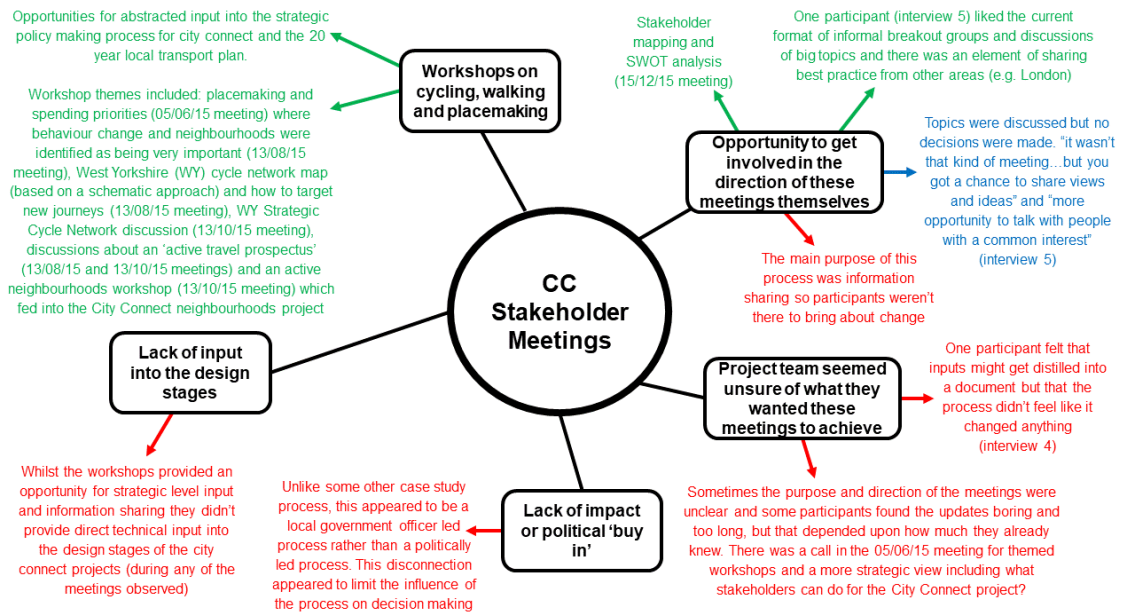 Opportunities for abstracted input into the strategic
policy making process for city connect and the 20
year local transport plan.
Workshop themes included: placemaking and
spending priorities (05/06/15 meeting) where
behaviour change and neighbourhoods were
identified as being very important (13/08/15
meeting), West Yorkshire (WY) cycle network map
(based on a schematic approach) and how to target
new journeys (13/08/15 meeting), WY Strategic
Cycle Network discussion (13/10/15 meeting),
discussions about an ‘active travel prospectus’
(13/08/15 and 13/10/15 meetings) and an active
neighbourhoods workshop (13/10/15 meeting) which
fed into the City Connect neighbourhoods project
Workshops on
cycling, walking
and placemaking
Stakeholder
mapping and
SWOT analysis
(15/12/15 meeting)
One participant (interview 5) liked the current
format of informal breakout groups and discussions
of big topics and there was an element of sharing
best practice from other areas (e.g. London)
Opportunity to get
involved in the
direction of these
meetings themselves
Topics were discussed but no
decisions were made. “it wasn’t
that kind of meeting…but you
got a chance to share views
and ideas” and “more
opportunity to talk with people
with a common interest”
(interview 5)
The main purpose of this
process was information
sharing so participants weren’t
there to bring about change
CC
Stakeholder
Meetings
Lack of input
into the design
stages
Whilst the workshops provided an
opportunity for strategic level input
and information sharing they didn’t
provide direct technical input into
the design stages of the city
connect projects (during any of the
meetings observed)
Project team seemed
unsure of what they
wanted these
meetings to achieve
One participant felt that
inputs might get distilled into
a document but that the
process didn’t feel like it
changed anything
(interview 4)
Sometimes the purpose and direction of the meetings were
unclear and some participants found the updates boring and
too long, but that depended upon how much they already
knew. There was a call in the 05/06/15 meeting for themed
workshops and a more strategic view including what
stakeholders can do for the City Connect project?
Lack of impact
or political ‘buy
in’
Unlike some other case study
process, this appeared to be a
local government officer led
process rather than a politically
led process. This disconnection
appeared to limit the influence of
the process on decision making